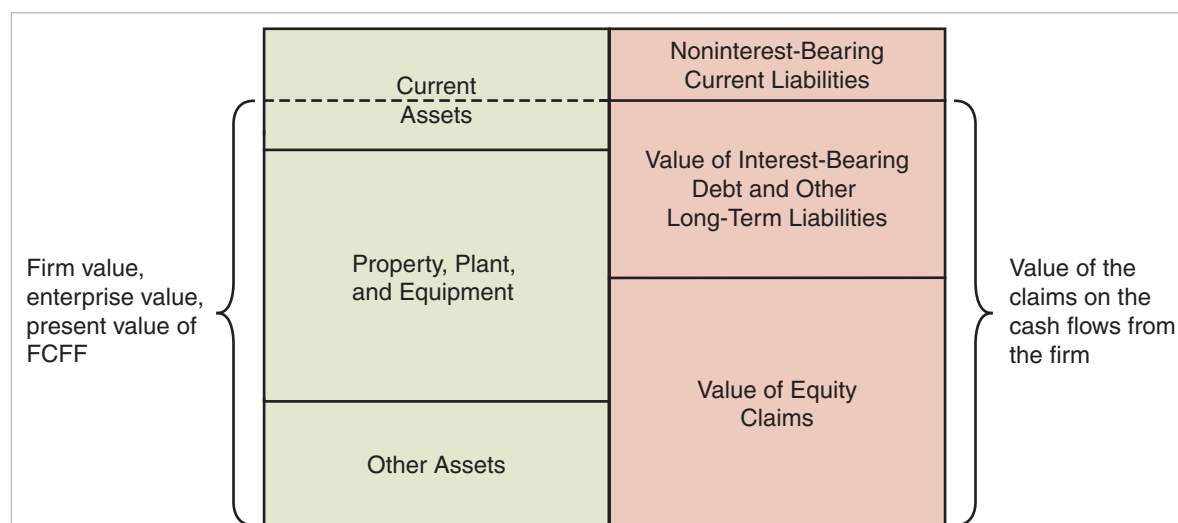 Current
Assets
Noninterest-Bearing
Current Liabilities
Value of Interest-Bearing
Debt and Other
Long-Term Liabilities
Firm value,
enterprise value,
present value of
FCFF
Property, Plant,
and Equipment
Value of the
claims on the
cash flows from
the firm
Value of Equity
Claims
Other Assets